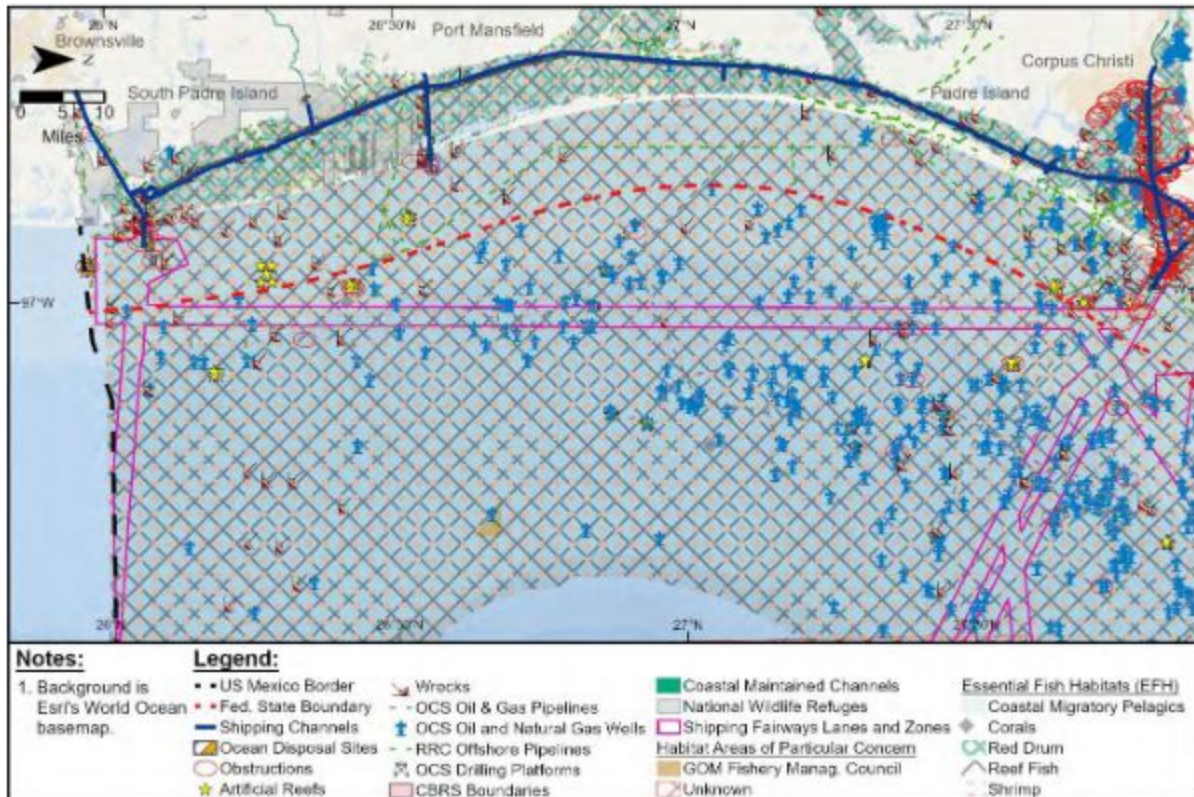 26°N 26°30'N 27°N 27°30'N
Brownsville
Port Mansfield
Corpus Christi
N
South Padre Island
Padre Island
0 5 10
Miles
97°W
26°N 26°30'N 27°N
Notes:
1. Background is
Esri's World Ocean
basemap.
Legend:
US Mexico Border
Fed. State Boundary
Shipping Channels
Ocean Disposal Sites
Obstructions
Artificial Reefs
Wrecks
OCS Oil & Gas Pipelines
OCS Oil and Natural Gas Wells
RRC Offshore Pipelines
OCS Drilling Platforms
CBRS Boundaries
Coastal Maintained Channels
National Wildlife Refuges
Shipping Fairways Lanes and Zones
Habitat Areas of Particular Concern
GOM Fishery Manag. Council
Unknown
Essential Fish Habitats (EFH)
Coastal Migratory Pelagics
Corals
Red Drum
Reef Fish
Shrimp